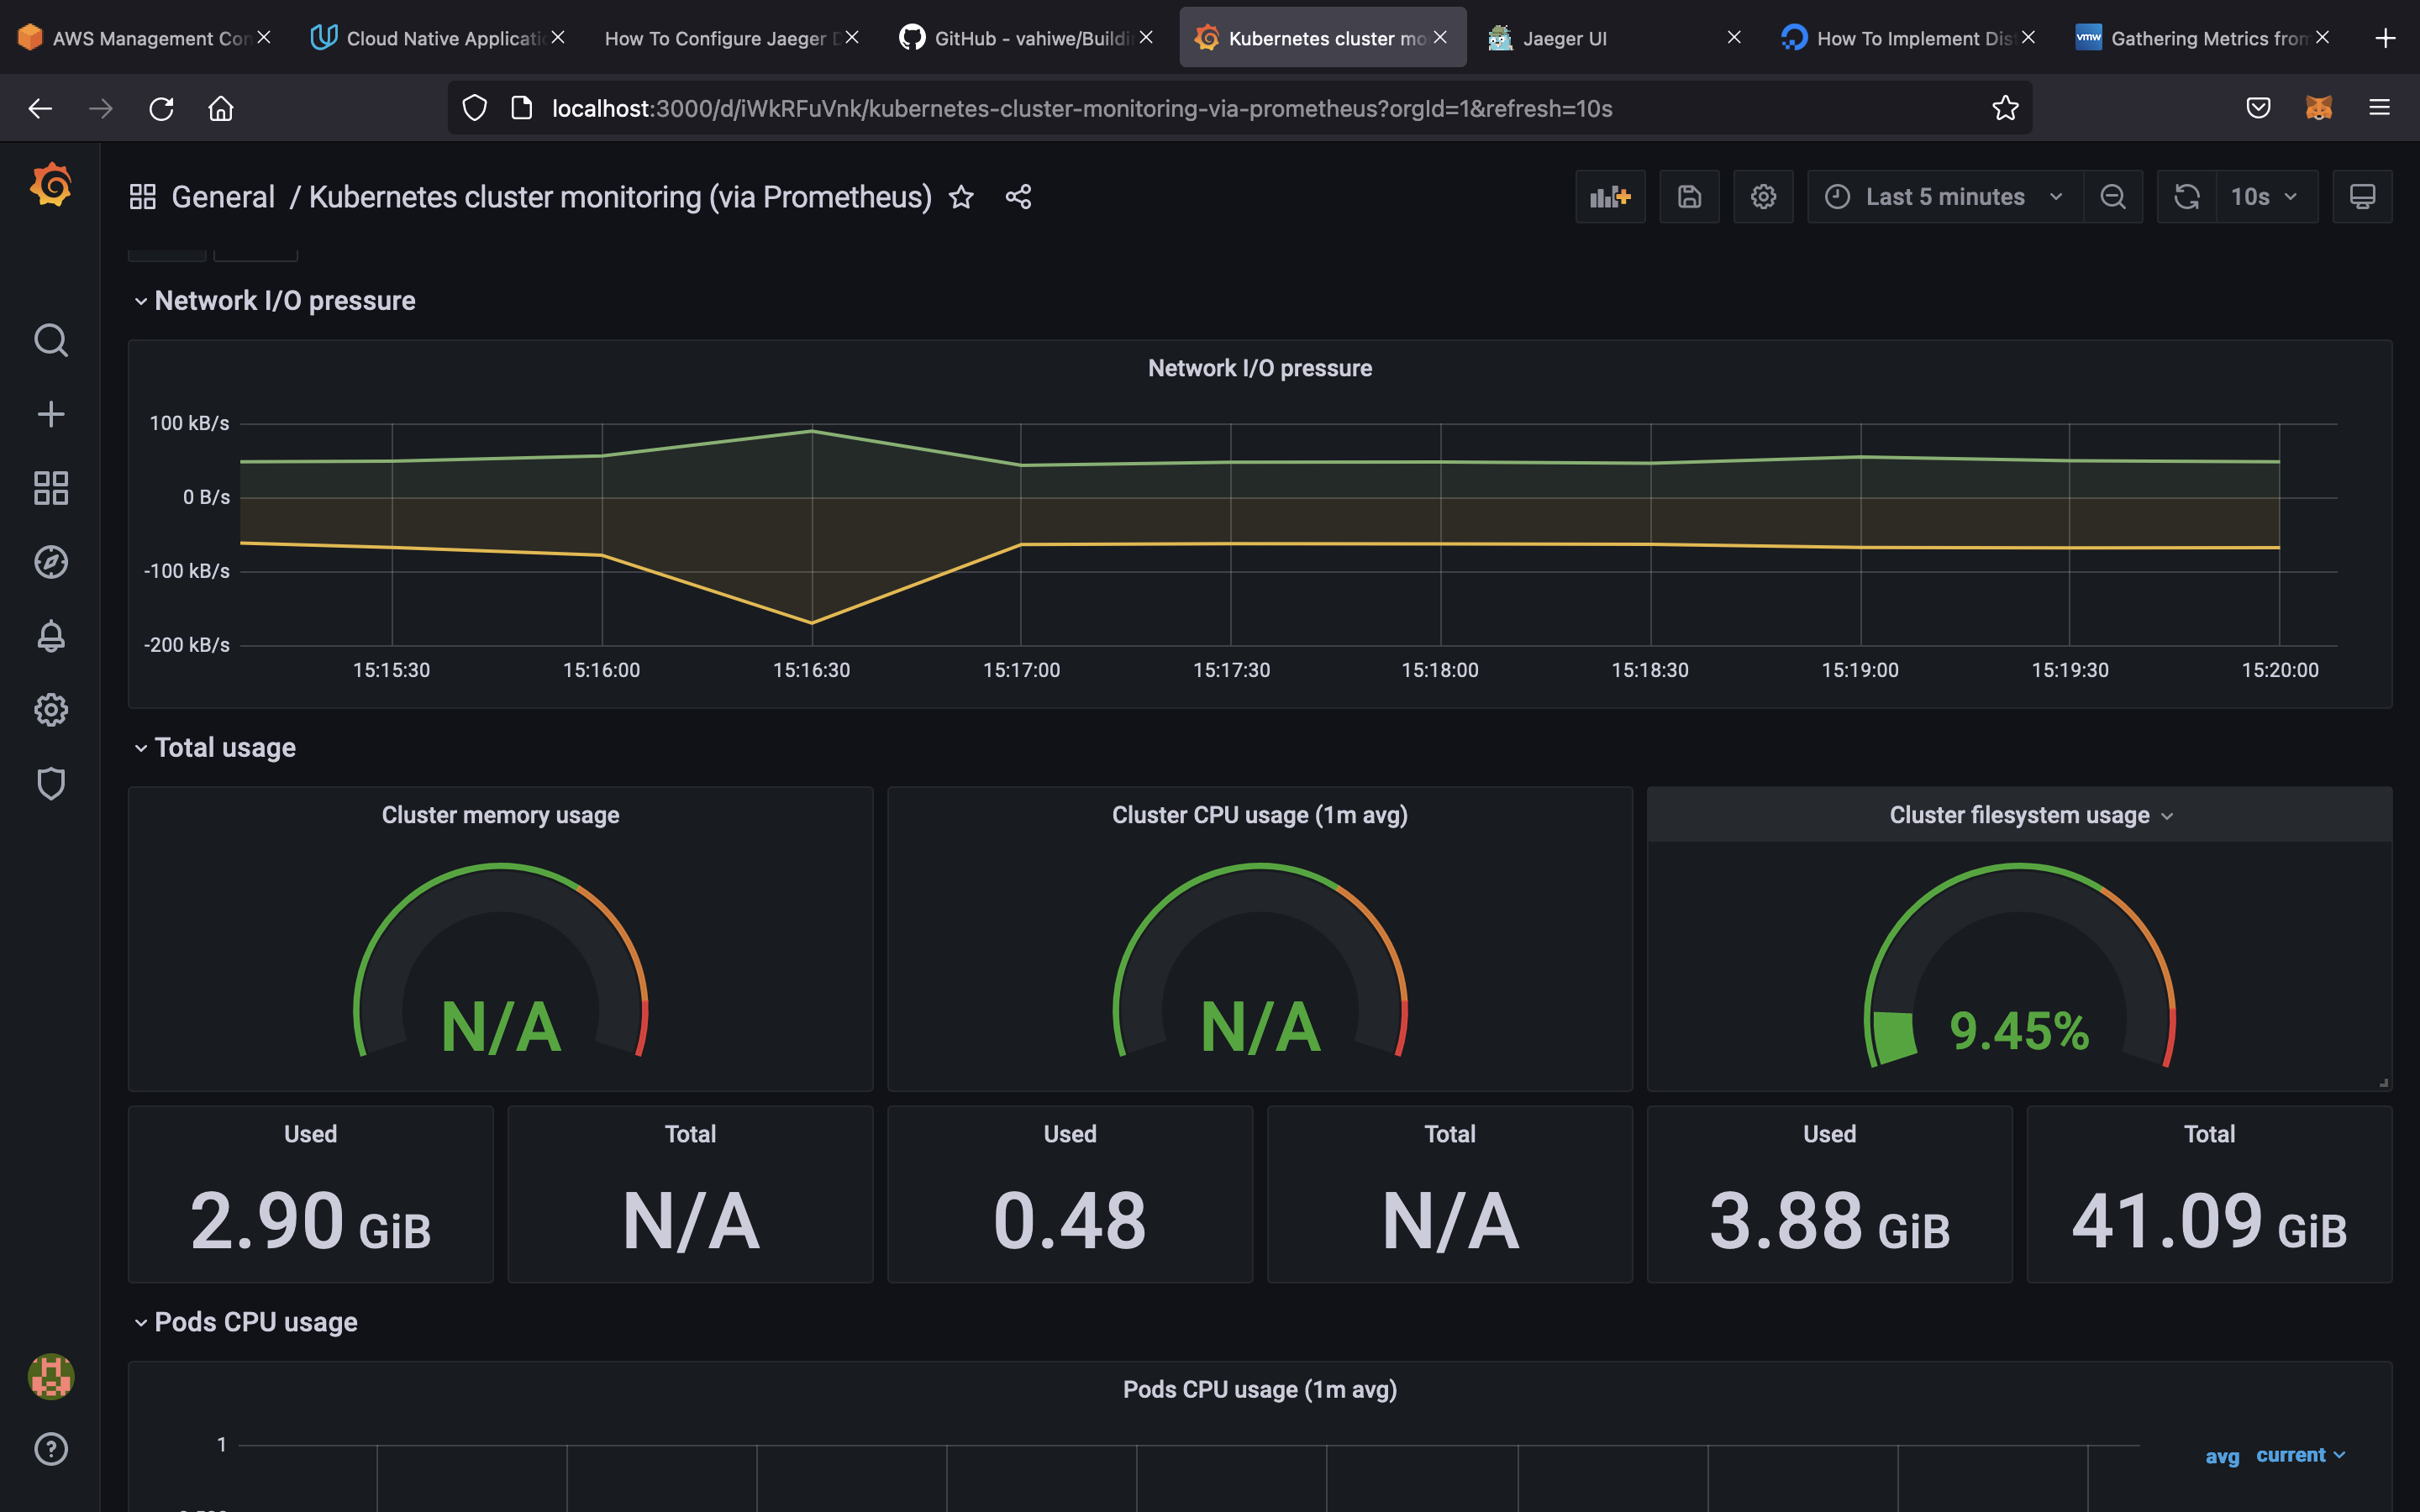 AWS Management Con
Cloud Native Applicati
How To Configure Jaeger D
GitHub - vahiwe/Buildi
Kubernetes cluster mo
Jaeger UI
How To Implement Dis
vmw
Gathering Metrics from
localhost:3000/d/iWkRFuVnk/kubernetes-cluster-monitoring-via-prometheus?orgId=1&refresh=10s
General / Kubernetes cluster monitoring (via Prometheus)
Last 5 minutes
10s
Network I/O pressure
Network I/O pressure
100 kB/s
0 B/s
-100 kB/s
-200 kB/s
15:15:30 15:16:00 15:16:30 15:17:00 15:17:30 15:18:00 15:18:30 15:19:00 15:19:30 15:20:00
Total usage
Cluster memory usage
N/A
Cluster CPU usage (1m avg)
N/A
Cluster filesystem usage
9.45%
Used
2.90 GiB
Total
N/A
Used
0.48
Total
N/A
Used
3.88 GiB
Total
41.09 GiB
Pods CPU usage
Pods CPU usage (1m avg)
1
avg current